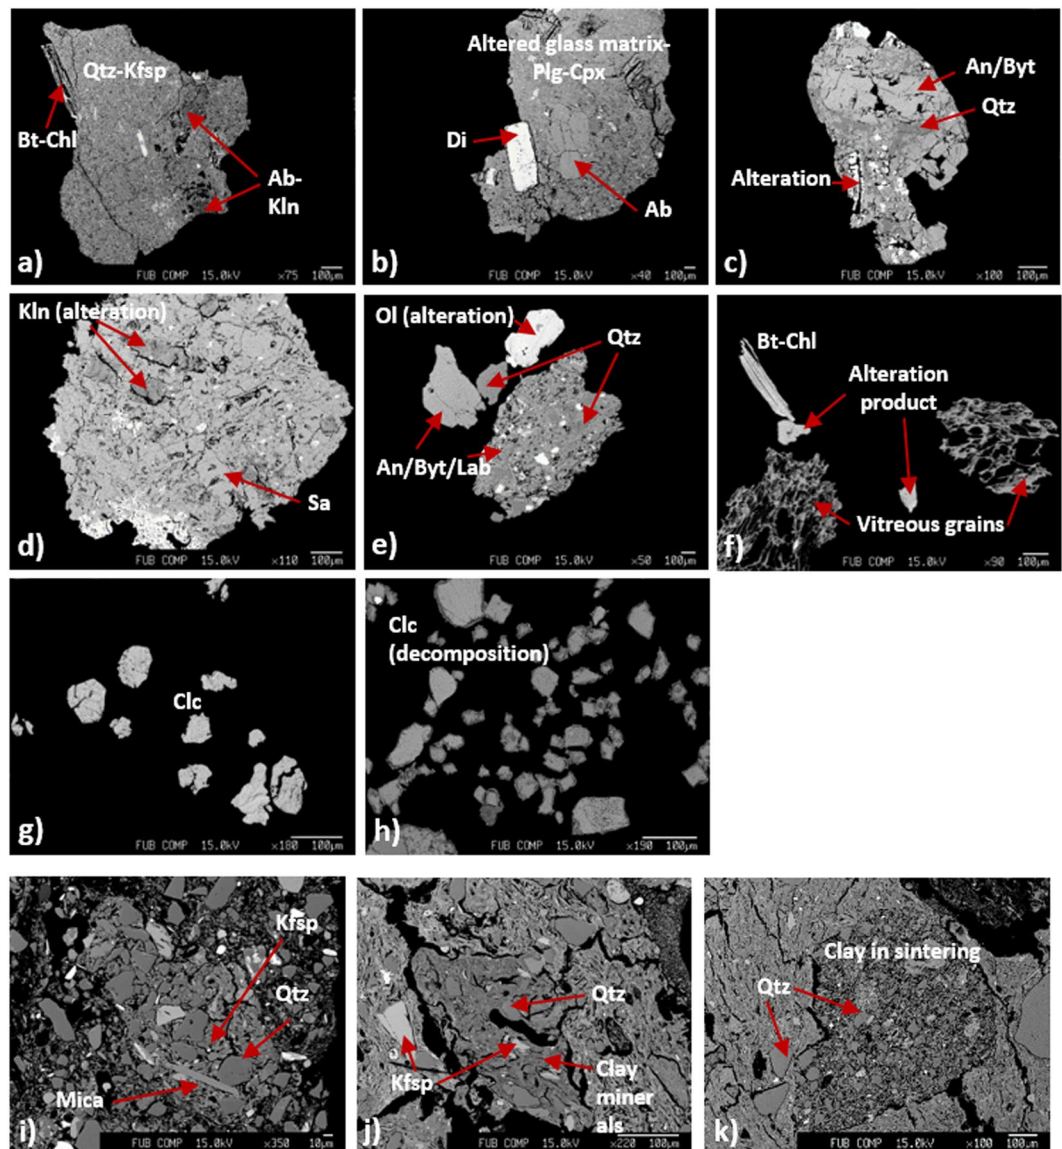 Qtz-Kfsp
Bt-Chl
Ab-
Kln
a)
FUB COMP 15.0kV ×75 100µm
Altered glass matrix-
Plg-Cpx
Di
Ab
b)
FUB COMP 15.0kV ×40 100µm
An/Byt
Qtz
Alteration
c)
FUB COMP 15.0kV ×100 100µm
Kln (alteration)
Sa
d)
FUB COMP 15.0kV ×110 100µm
Ol (alteration)
Qtz
An/Byt/Lab
e)
FUB COMP 15.0kV ×50 100µm
Bt-Chl
Alteration
product
Vitreous grains
f)
FUB COMP 15.0kV ×90 100µm
Clc
g)
FUB COMP 15.0kV ×180 100µm
Clc
(decomposition)
h)
FUB COMP 15.0kV ×190 100µm
Kfsp
Qtz
Mica
i)
FUB COMP 15.0kV ×350 10µm
Qtz
Kfsp
Clay
miner
als
j)
FUB COMP 15.0kV ×220 100µm
Clay in sintering
Qtz
k)
FUB COMP 15.0kV ×100 100µm